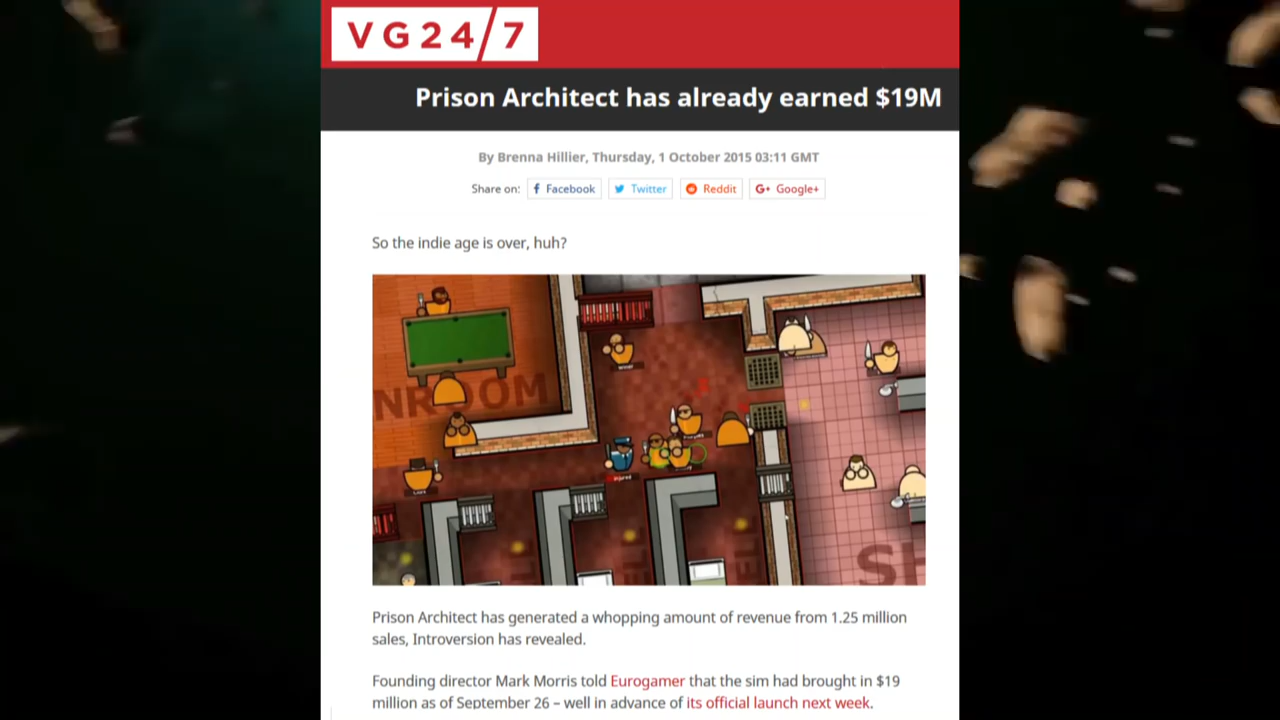 VG24/7
Prison Architect has already earned $19M
By Brenna Hillier, Thursday, 1 October 2015 03:11 GMT
Share on: Facebook Twitter Reddit Google+
So the indie age is over, huh?
Prison Architect has generated a whopping amount of revenue from 1.25 million
sales, Introversion has revealed.
Founding director Mark Morris told Eurogamer that the sim had brought in $19
million as of September 26 – well in advance of its official launch next week.